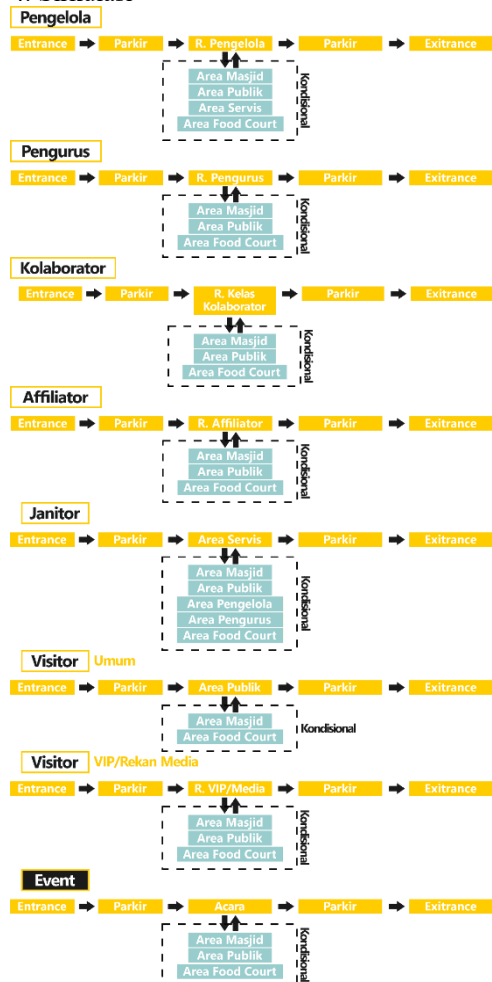 Pengelola
Entrance Parkir R. Pengelola Parkir Exitrance
Area Masjid
Area Publik
Area Servis
Area Food Court
Kondisional
Pengurus
Entrance Parkir R. Pengurus Parkir Exitrance
Area Masjid
Area Publik
Area Food Court
Kondisional
Kolaborator
Entrance Parkir R. Kelas Kolaborator Parkir Exitrance
Area Masjid
Area Publik
Area Food Court
Kondisional
Affiliator
Entrance Parkir R. Affiliator Parkir Exitrance
Area Masjid
Area Publik
Area Food Court
Kondisional
Janitor
Entrance Parkir Area Servis Parkir Exitrance
Area Masjid
Area Publik
Area Pengelola
Area Pengurus
Area Food Court
Kondisional
Visitor Umum
Entrance Parkir Area Publik Parkir Exitrance
Area Masjid
Area Food Court
Kondisional
Visitor VIP/Rekan Media
Entrance Parkir R. VIP/Media Parkir Exitrance
Area Masjid
Area Publik
Area Food Court
Kondisional
Event
Entrance Parkir Acara Parkir Exitrance
Area Masjid
Area Publik
Area Food Court
Kondisional